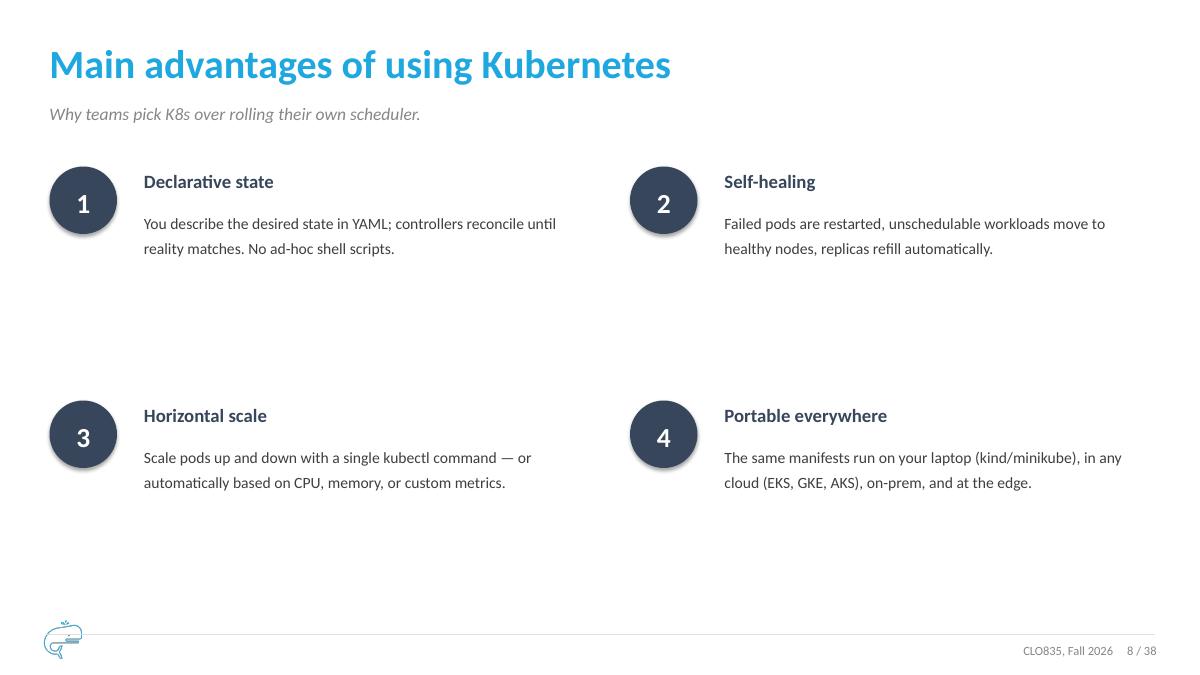 Main advantages of using Kubernetes
Why teams pick K8s over rolling their own scheduler.
1
Declarative state
You describe the desired state in YAML; controllers reconcile until
reality matches. No ad-hoc shell scripts.
2
Self-healing
Failed pods are restarted, unschedulable workloads move to
healthy nodes, replicas refill automatically.
3
Horizontal scale
Scale pods up and down with a single kubectl command — or
automatically based on CPU, memory, or custom metrics.
4
Portable everywhere
The same manifests run on your laptop (kind/minikube), in any
cloud (EKS, GKE, AKS), on-prem, and at the edge.
CLO835, Fall 2026 8 / 38